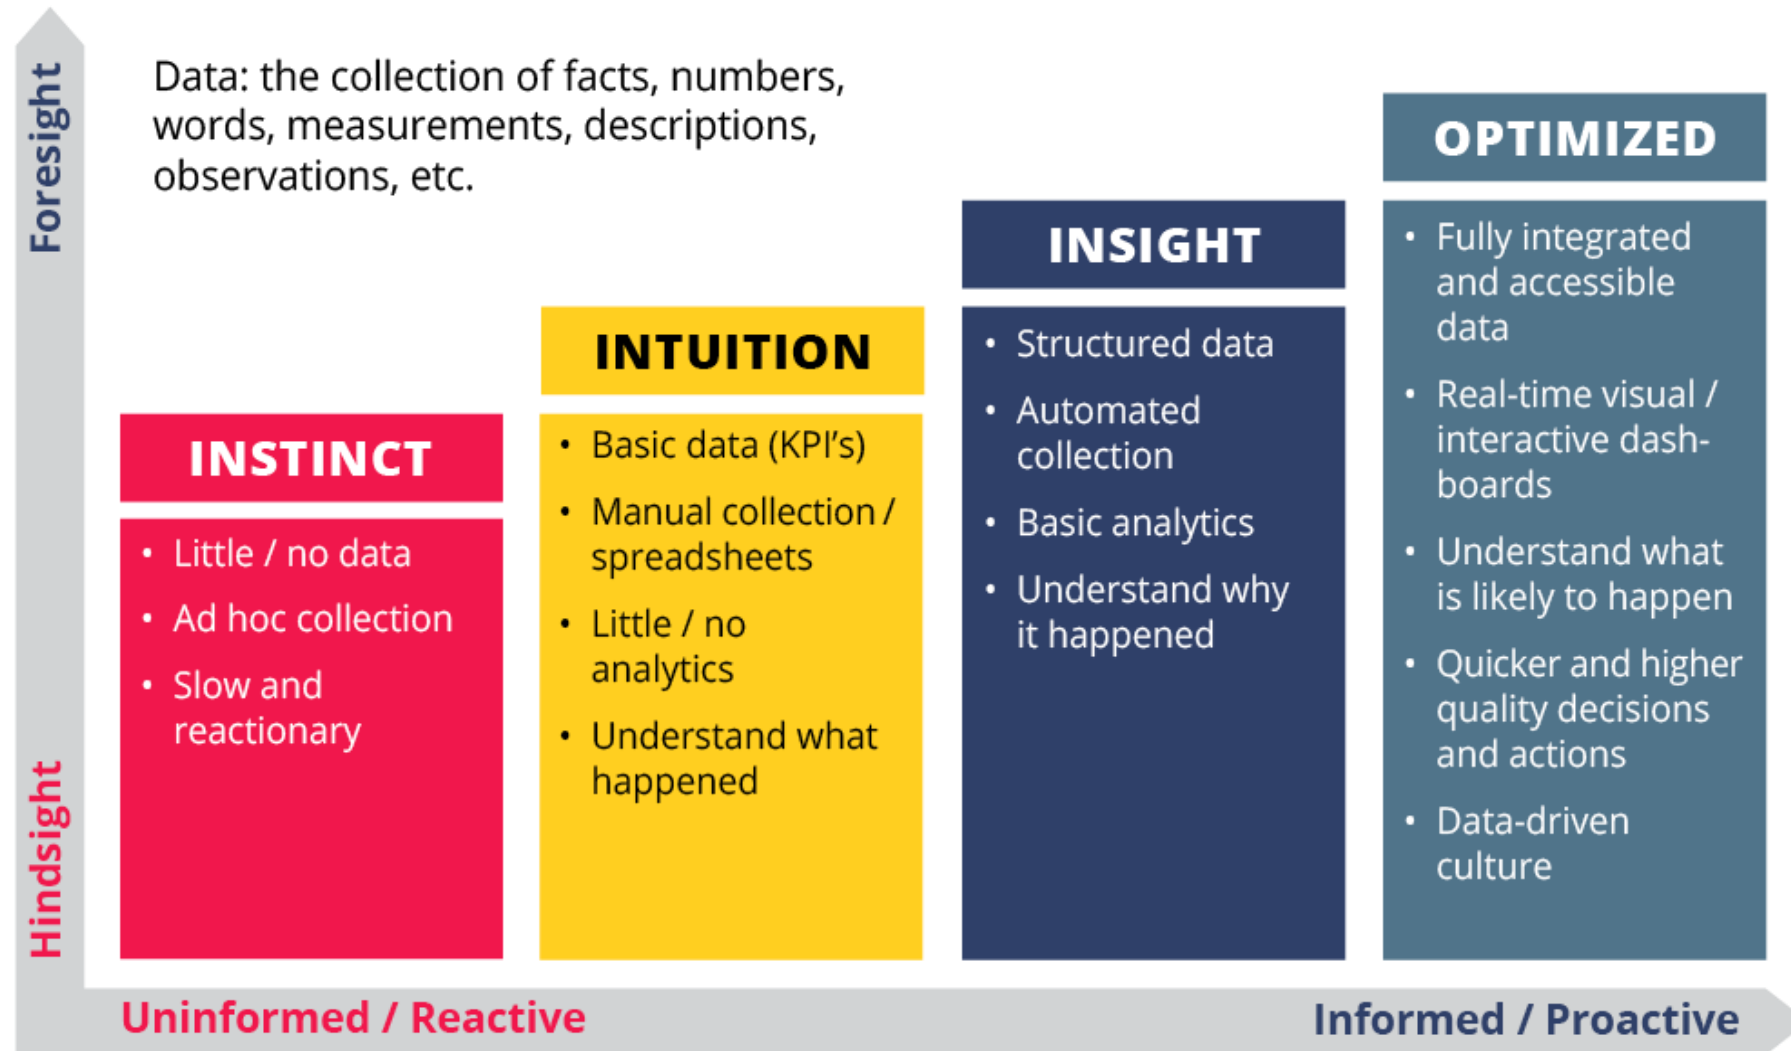 Foresight
Hindsight
Data: the collection of facts, numbers,
words, measurements, descriptions,
observations, etc.
INSTINCT
• Little / no data
• Ad hoc collection
• Slow and
reactionary
INTUITION
• Basic data (KPI’s)
• Manual collection /
spreadsheets
• Little / no
analytics
• Understand what
happened
INSIGHT
• Structured data
• Automated
collection
• Basic analytics
• Understand why
it happened
OPTIMIZED
• Fully integrated
and accessible
data
• Real-time visual /
interactive dash-
boards
• Understand what
is likely to happen
• Quicker and higher
quality decisions
and actions
• Data-driven
culture
Uninformed / Reactive
Informed / Proactive